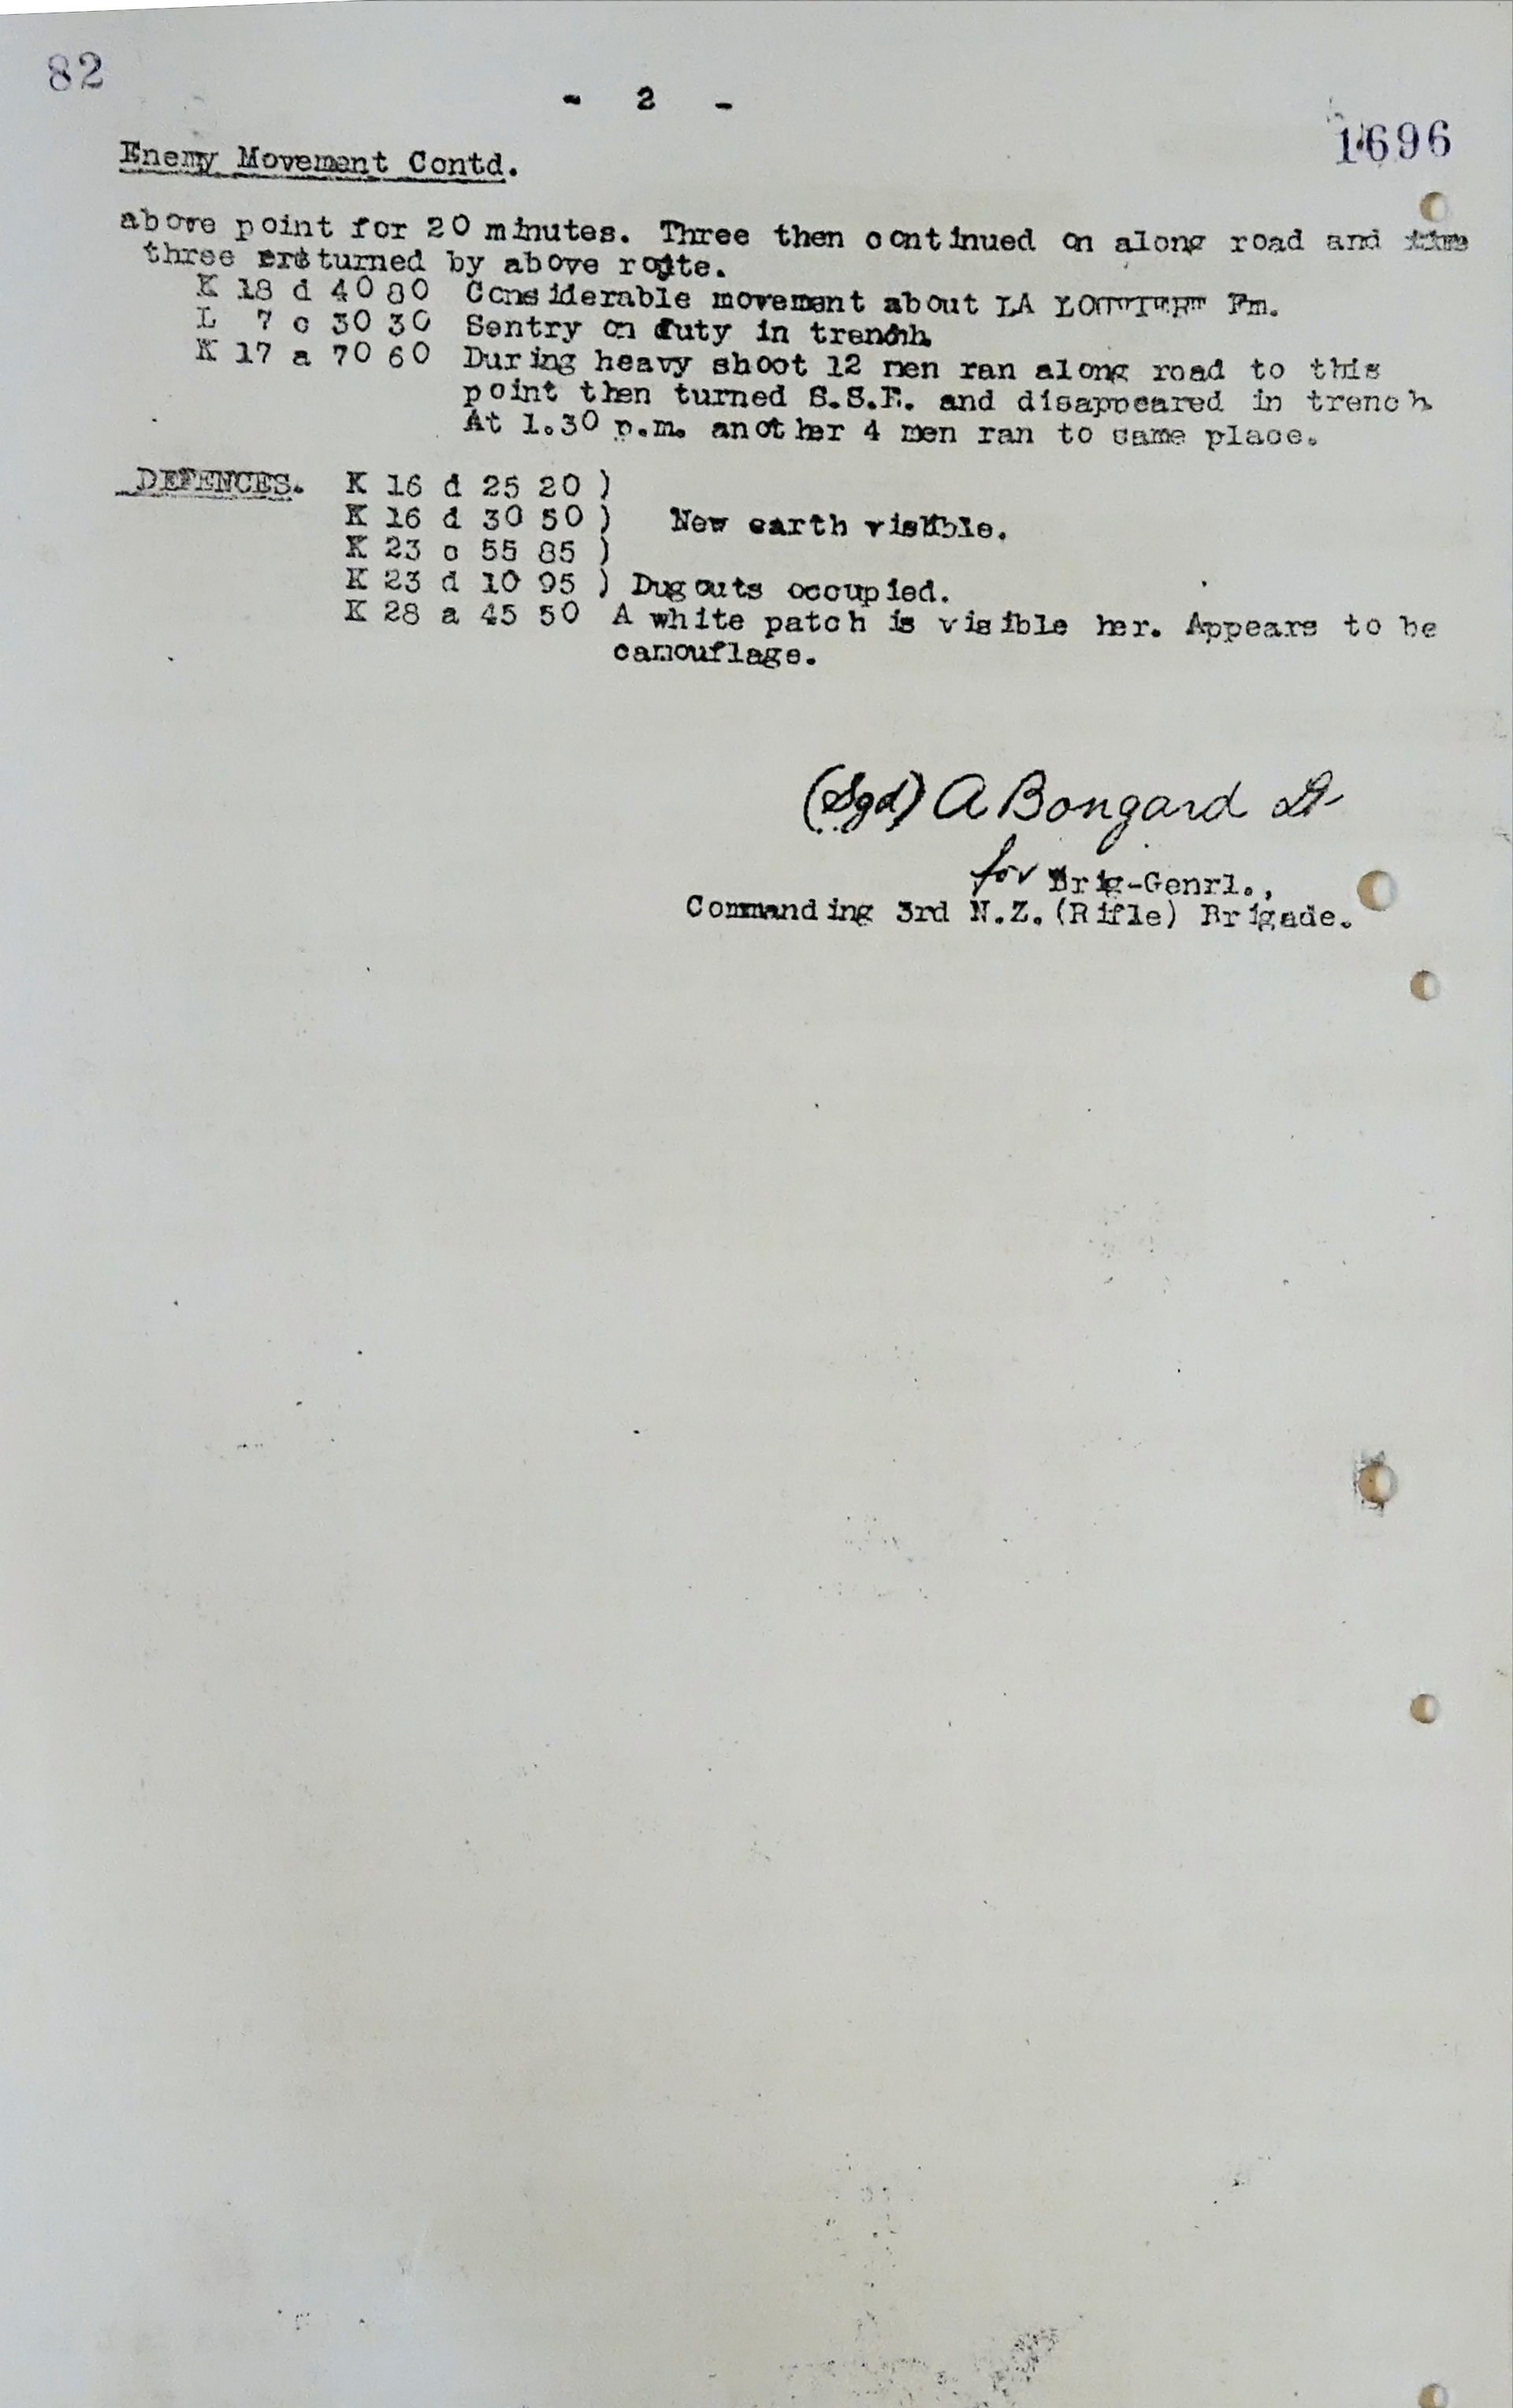 82
- 2 -
1696
Enemy Movement Contd.
above point for 20 minutes. Three then continued on along road and
three returned by above route.
K 18 d 40 80 Considerable movement about LA Fm.
L 7 c 30 30 Sentry on duty in trench.
K 17 a 70 60 During heavy shoot 12 men ran along road to this
point then turned S.S.E. and disappeared in trench.
At 1.30 p.m. another 4 men ran to same place.
DEFENCES. K 16 d 25 20 )
K 16 d 30 50 ) New earth visible.
K 23 c 55 85 )
K 23 d 10 95 ) Dugouts occupied.
K 28 a 45 50 A white patch is visible her. Appears to be
camouflage.
(Sgd) A Bongard Lt
for Brig-Genrl.,
Commanding 3rd N.Z.(Rifle) Brigade.